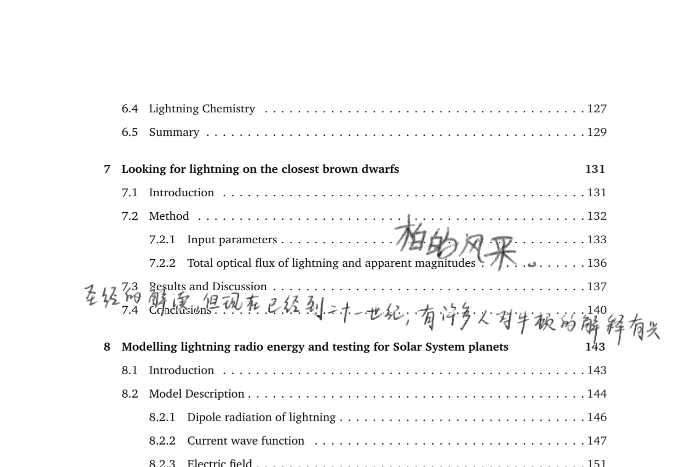 6.4 Lightning Chemistry . . . . . . . . . . . . . . . . . . . . . . . . . . . . . . . . . . . . . . . . 127
6.5 Summary . . . . . . . . . . . . . . . . . . . . . . . . . . . . . . . . . . . . . . . . . . . . . . . 129
7 Looking for lightning on the closest brown dwarfs 131
7.1 Introduction . . . . . . . . . . . . . . . . . . . . . . . . . . . . . . . . . . . . . . . . . . . . . 131
7.2 Method . . . . . . . . . . . . . . . . . . . . . . . . . . . . . . . . . . . . . . . . . . . . . . . . 132
7.2.1 Input parameters . . . . . . . . . . . . . . . . . . . . . . . . . . . . . . . . . . . . . . 133
柏的风采。
7.2.2 Total optical flux of lightning and apparent magnitudes . . . . . . . . . . . . 136
7.3 Results and Discussion . . . . . . . . . . . . . . . . . . . . . . . . . . . . . . . . . . . . . . 137
圣经的解读,但现在已经到二十一世纪;有许多人对牛顿的解释有
7.4 Conclusions . . . . . . . . . . . . . . . . . . . . . . . . . . . . . . . . . . . . . . . . . . . . . 140
8 Modelling lightning radio energy and testing for Solar System planets 143
8.1 Introduction . . . . . . . . . . . . . . . . . . . . . . . . . . . . . . . . . . . . . . . . . . . . . 143
8.2 Model Description . . . . . . . . . . . . . . . . . . . . . . . . . . . . . . . . . . . . . . . . . 144
8.2.1 Dipole radiation of lightning . . . . . . . . . . . . . . . . . . . . . . . . . . . . . . 146
8.2.2 Current wave function . . . . . . . . . . . . . . . . . . . . . . . . . . . . . . . . . . 147
8.2.3 Electric field . . . . . . . . . . . . . . . . . . . . . . . . . . . . . . . . . . . . . . . . . 151